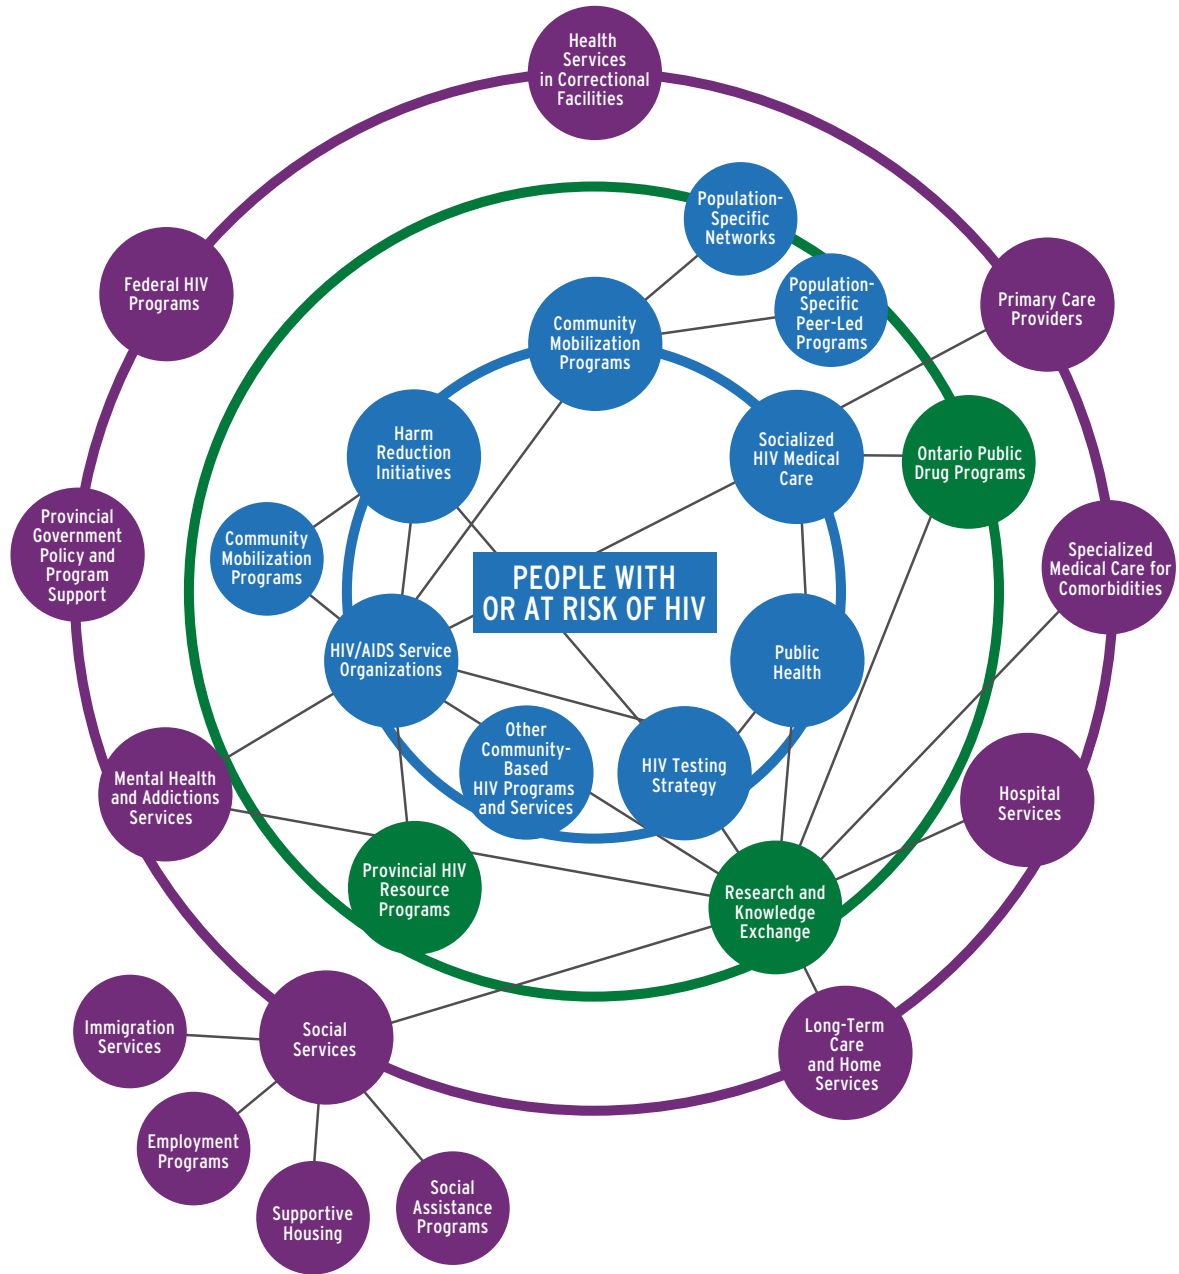 Health
Services
in Correctional
Facilities
Population-
Specific
Networks
Federal HIV
Programs
Population-
Specific
Peer-Led
Programs
Primary Care
Providers
Community
Mobilization
Programs
Harm
Reduction
Initiatives
Socialized
HIV Medical
Care
Ontario Public
Drug Programs
Provincial
Government
Policy and
Program
Support
Community
Mobilization
Programs
Specialized
Medical Care for
Comorbidities
PEOPLE WITH
OR AT RISK OF HIV
HIV/AIDS Service
Organizations
Public
Health
Other
Community-
Based
HIV Programs
and Services
HIV Testing
Strategy
Mental Health
and Addictions
Services
Hospital
Services
Provincial HIV
Resource
Programs
Research and
Knowledge
Exchange
Immigration
Services
Social
Services
Long-Term
Care
and Home
Services
Employment
Programs
Supportive
Housing
Social
Assistance
Programs